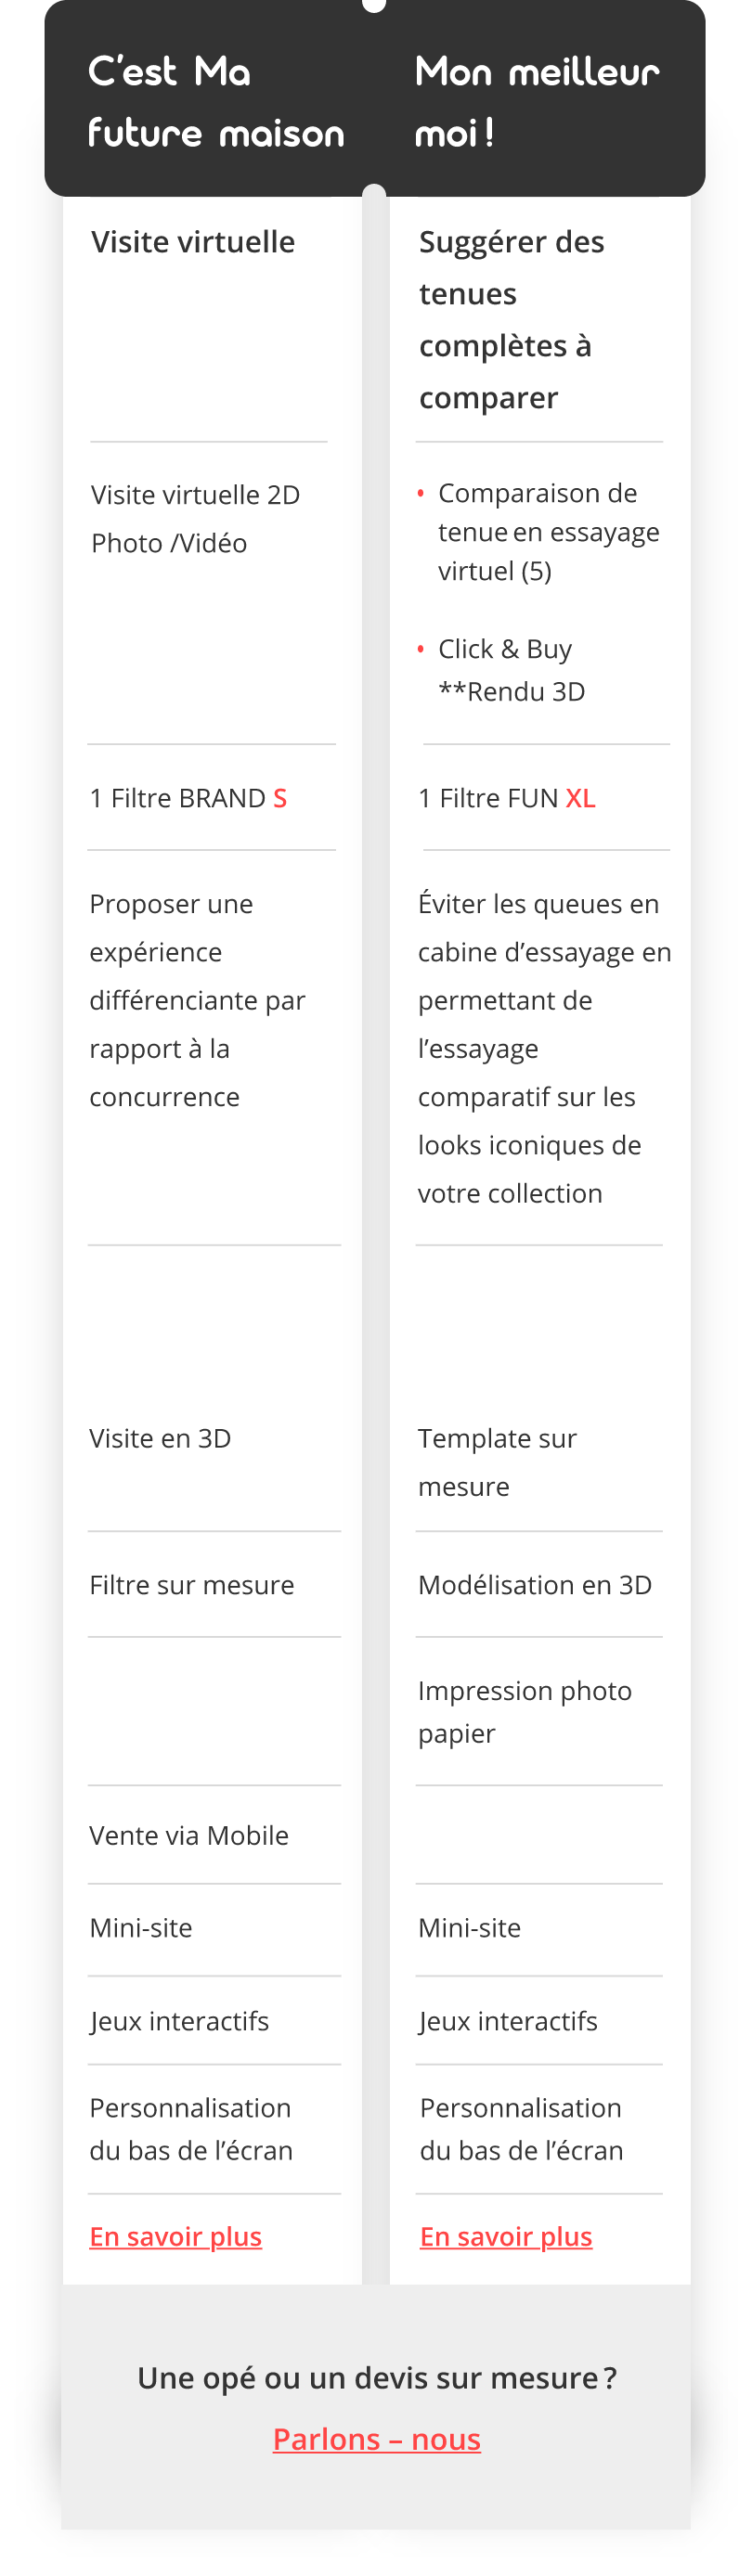 C'est Ma
future maison
Mon meilleur
moi !
Visite virtuelle
Suggérer des
tenues
complètes à
comparer
Visite virtuelle 2D
Photo /Vidéo
• Comparaison de
tenue en essayage
virtuel (5)
• Click & Buy
**Rendu 3D
1 Filtre BRAND S
1 Filtre FUN XL
Proposer une
expérience
différenciante par
rapport à la
concurrence
Éviter les queues en
cabine d’essayage en
permettant de
l’essayage
comparatif sur les
looks iconiques de
votre collection
Visite en 3D
Template sur
mesure
Filtre sur mesure
Modélisation en 3D
Impression photo
papier
Vente via Mobile
Mini-site
Mini-site
Jeux interactifs
Jeux interactifs
Personnalisation
du bas de l’écran
Personnalisation
du bas de l’écran
En savoir plus
En savoir plus
Une opé ou un devis sur mesure ?
Parlons – nous